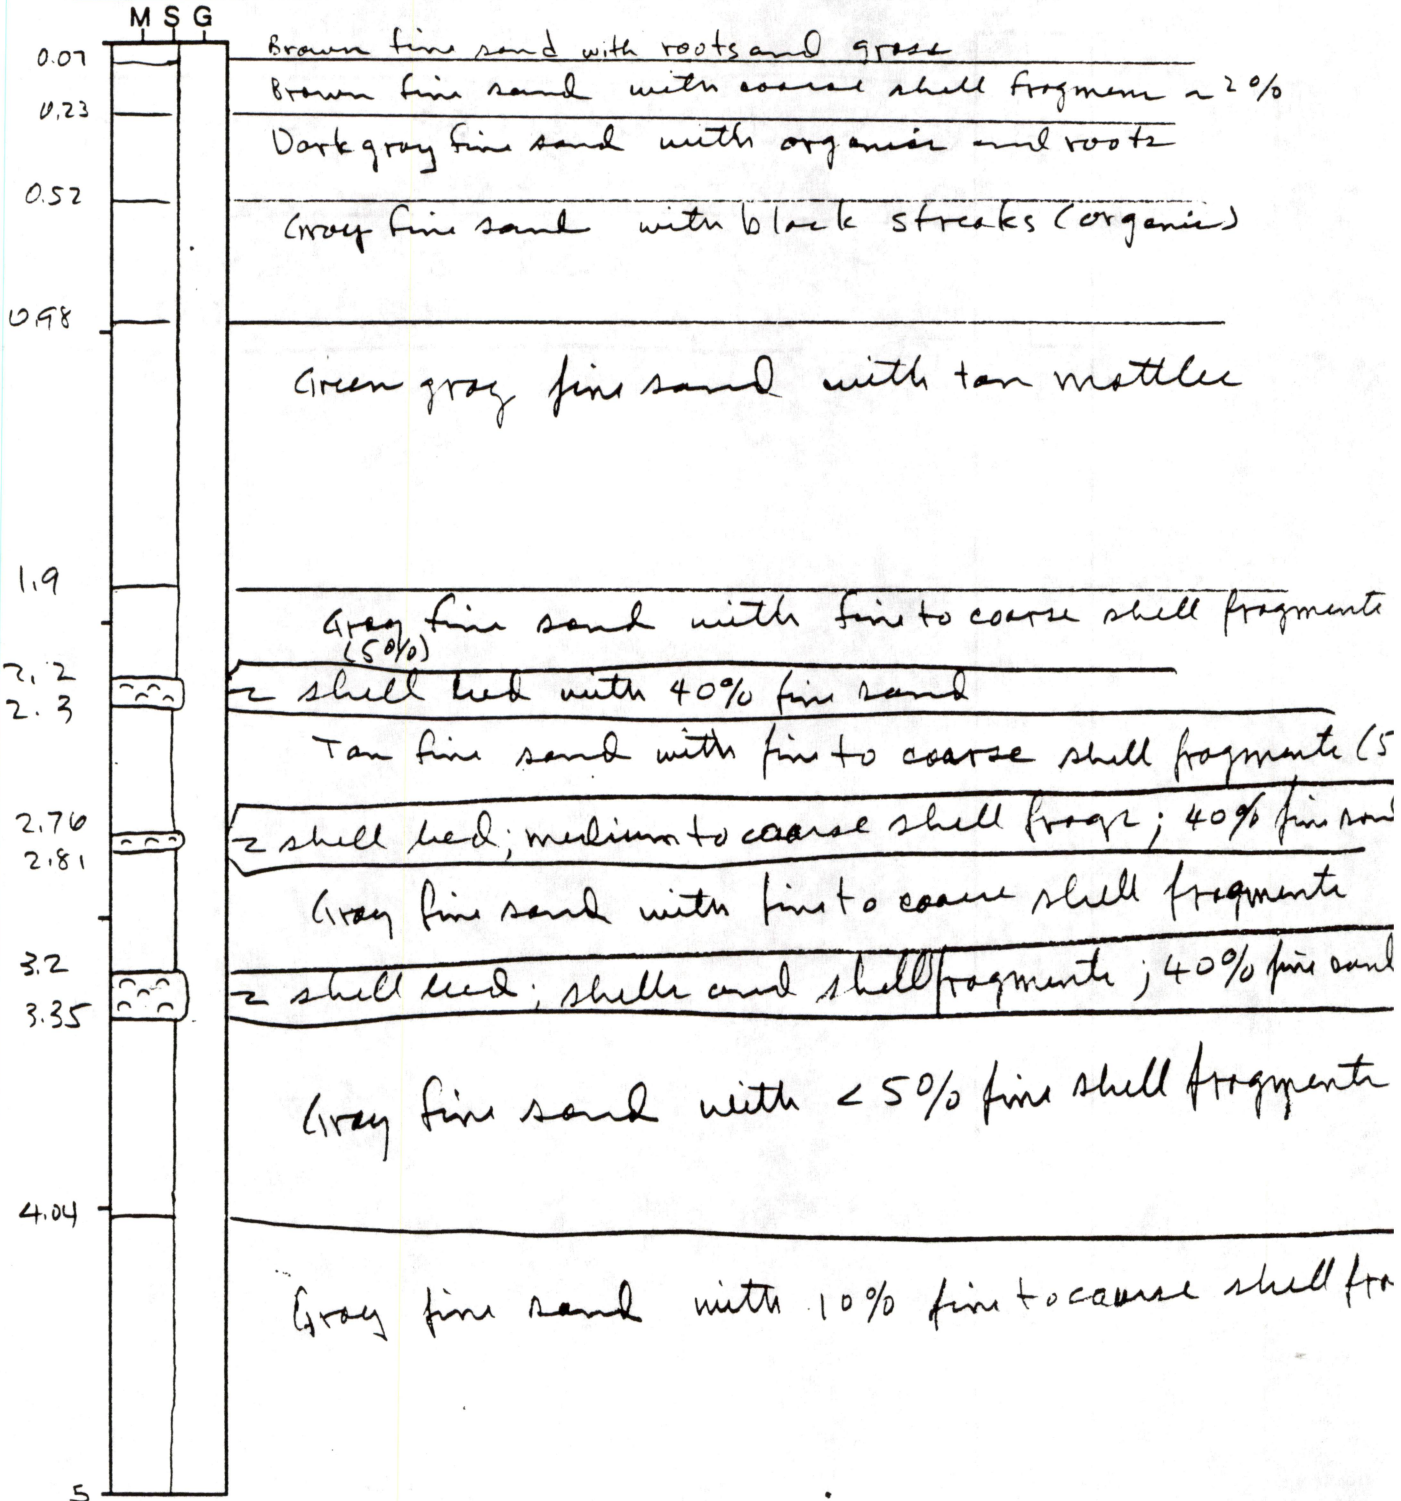 M S G
0.07
Brown fine sand with roots and grass
Brown fine sand with coarse shell fragmem ~ 2%
0.23
Dark gray fine sand with organic and roots
0.52
Gray fine sand with black streaks (organic)
0.98
Green gray fine sand with tan mottles
1.9
Gray fine sand with fine to coarse shell fragments
(5%)
2.2
shell bed with 40% fine sand
2.3
Tan fine sand with fine to coarse shell fragments (5
2.76
shell bed; medium to coarse shell frags; 40% fine san
2.81
Gray fine sand with fine to coarse shell fragments
3.2
shell bed; shells and shell fragments; 40% fine sand
3.35
Gray fine sand with < 5% fine shell fragments
4.04
Gray fine sand with 10% fine to coarse shell fra
5